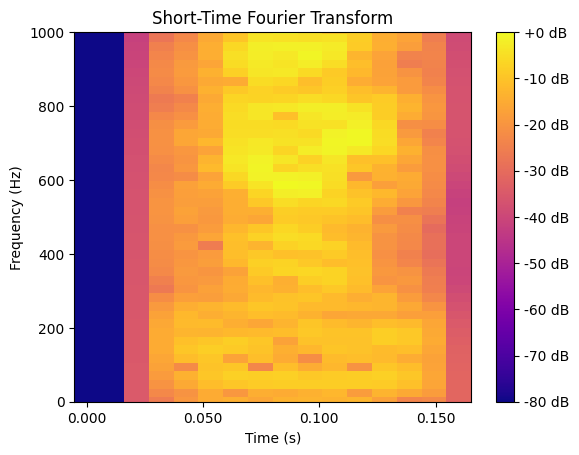 Short-Time Fourier Transform
Frequency (Hz)
1000
800
600
400
200
0
0.000
0.050
0.100
0.150
Time (s)
+0 dB
-10 dB
-20 dB
-30 dB
-40 dB
-50 dB
-60 dB
-70 dB
-80 dB